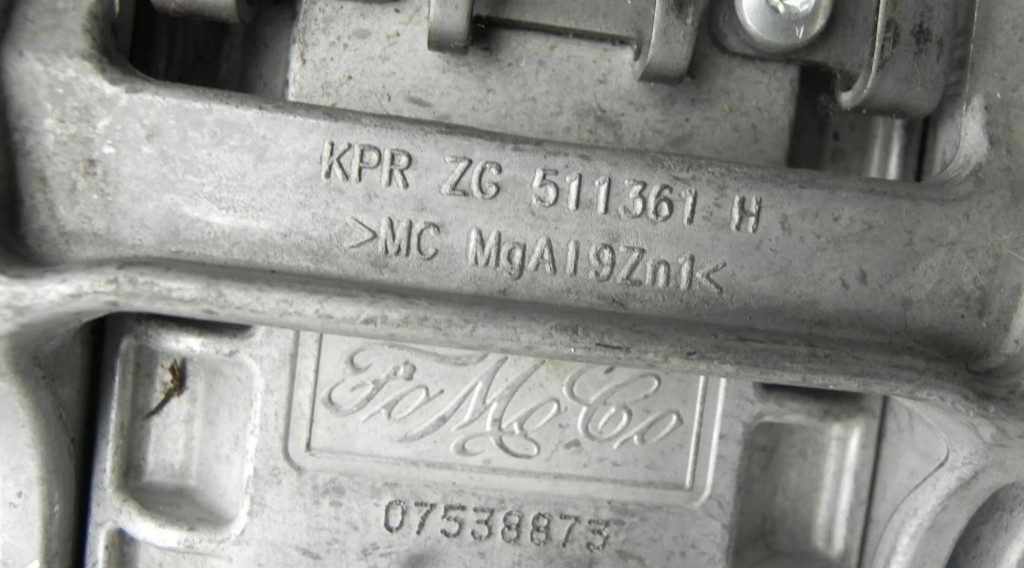 KPR ZG 511361 H
>MC MgAl9Zn1<
FoMoCo
07538873